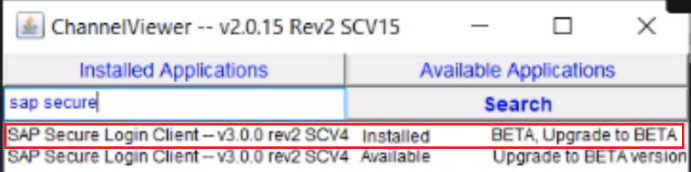 ChannelViewer -- v2.0.15 Rev2 SCV15
Installed Applications Available Applications
sap secure Search
SAP Secure Login Client -- v3.0.0 rev2 SCV4 Installed BETA, Upgrade to BETA
SAP Secure Login Client -- v3.0.0 rev2 SCV4 Available Upgrade to BETA version